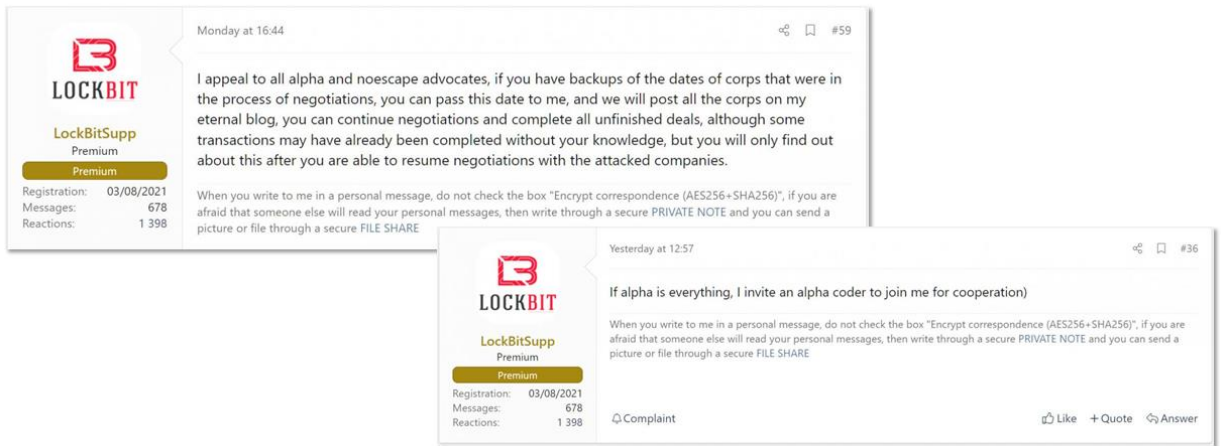 Monday at 16:44
#59
LOCKBIT
LockBitSupp
Premium
Premium
Registration: 03/08/2021
Messages: 678
Reactions: 1 398
I appeal to all alpha and noescape advocates, if you have backups of the dates of corps that were in
the process of negotiations, you can pass this date to me, and we will post all the corps on my
eternal blog, you can continue negotiations and complete all unfinished deals, although some
transactions may have already been completed without your knowledge, but you will only find out
about this after you are able to resume negotiations with the attacked companies.
When you write to me in a personal message, do not check the box "Encrypt correspondence (AES256+SHA256)", if you are
afraid that someone else will read your personal messages, then write through a secure PRIVATE NOTE and you can send a
picture or file through a secure FILE SHARE
Yesterday at 12:57
#36
LOCKBIT
LockBitSupp
Premium
Premium
Registration: 03/08/2021
Messages: 678
Reactions: 1 398
If alpha is everything, I invite an alpha coder to join me for cooperation)
When you write to me in a personal message, do not check the box "Encrypt correspondence (AES256+SHA256)", if you are
afraid that someone else will read your personal messages, then write through a secure PRIVATE NOTE and you can send a
picture or file through a secure FILE SHARE
Complaint
Like + Quote Answer